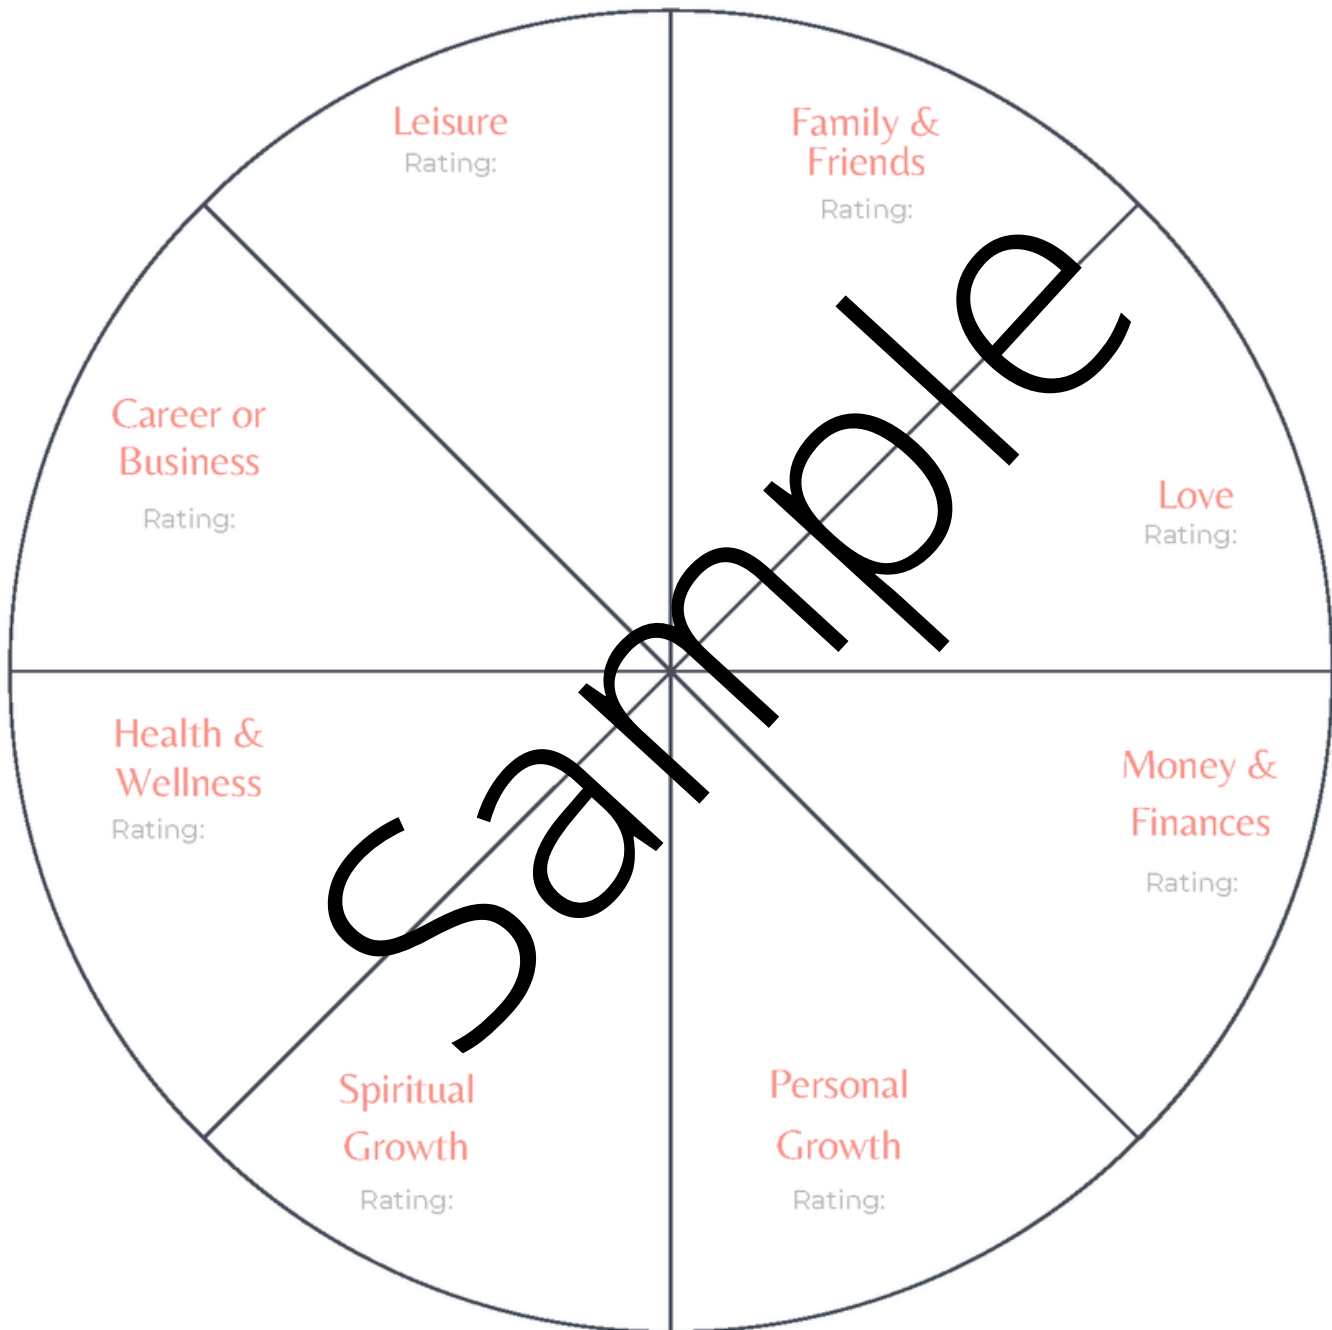 Leisure
Rating:
Family &
Friends
Rating:
Career or
Business
Rating:
Love
Rating:
Health &
Wellness
Rating:
Money &
Finances
Rating:
Spiritual
Growth
Rating:
Personal
Growth
Rating:
Sample